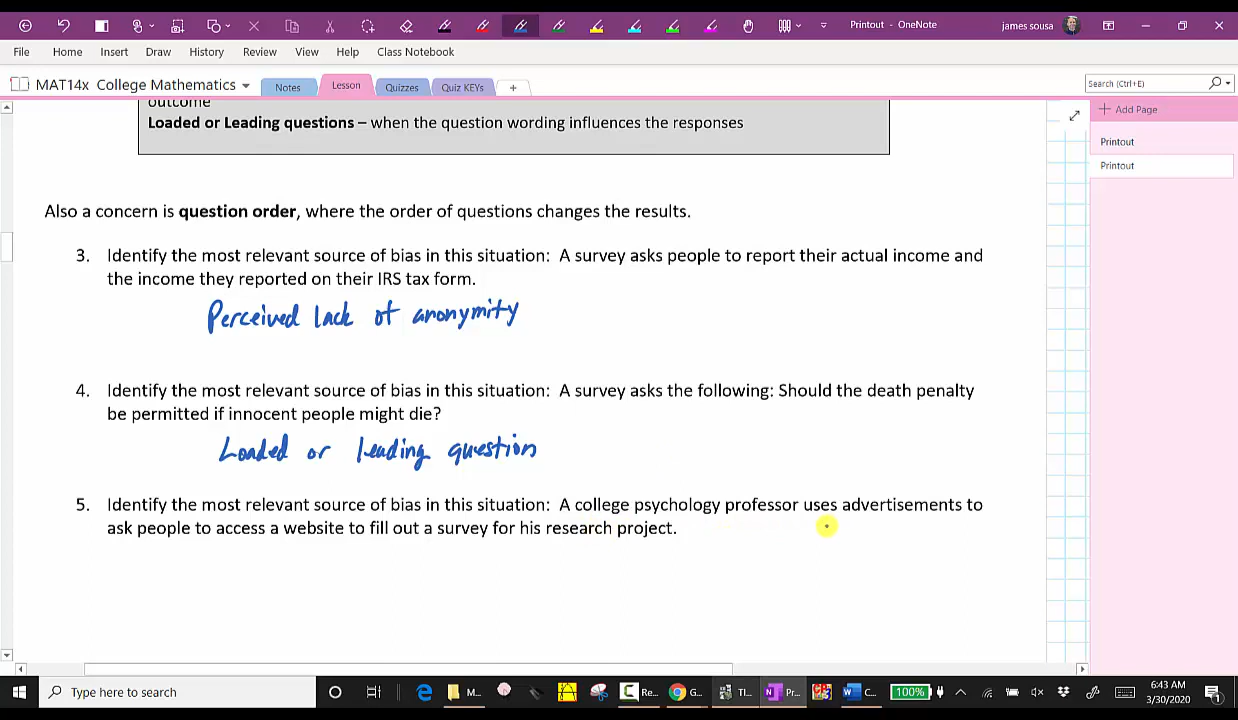 Printout - OneNote
james sousa
File Home Insert Draw History Review View Help Class Notebook
MAT14x College Mathematics Notes Lesson Quizzes Quiz KEYs +
Search (Ctrl+E)
Add Page
Printout
Printout
outcome
Loaded or Leading questions – when the question wording influences the responses
Also a concern is question order, where the order of questions changes the results.
3. Identify the most relevant source of bias in this situation: A survey asks people to report their actual income and
the income they reported on their IRS tax form.
Perceived lack of anonymity
4. Identify the most relevant source of bias in this situation: A survey asks the following: Should the death penalty
be permitted if innocent people might die?
Loaded or leading question
5. Identify the most relevant source of bias in this situation: A college psychology professor uses advertisements to
ask people to access a website to fill out a survey for his research project.
Type here to search
M... Re... G... TI... Pr... C... 100%
6:43 AM
3/30/2020
1